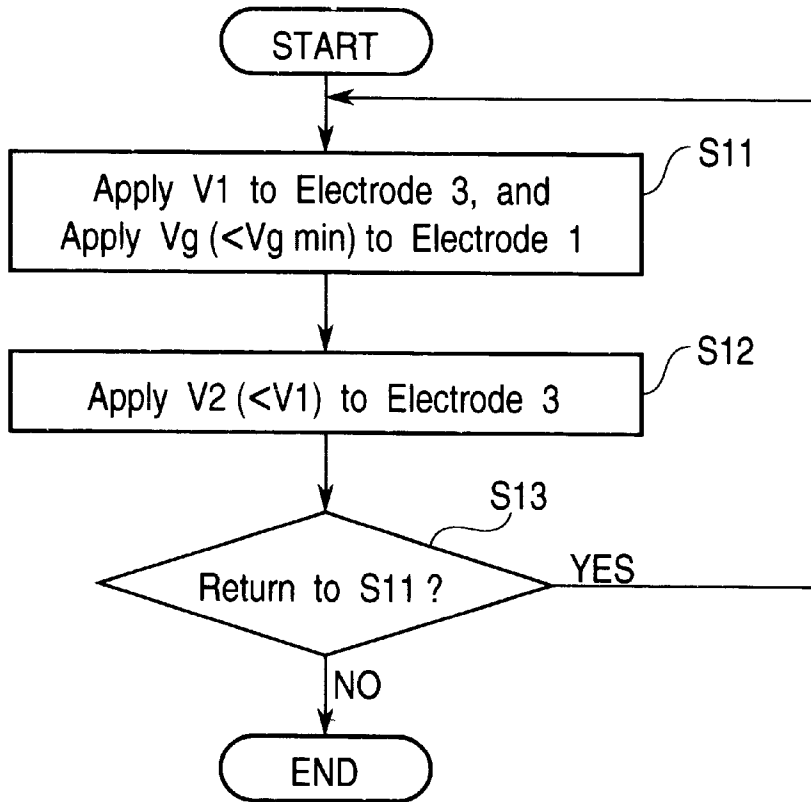 START
S11
Apply V1 to Electrode 3, and
Apply Vg (<Vg min) to Electrode 1
S12
Apply V2 (<V1) to Electrode 3
S13
Return to S11 ?
YES
NO
END